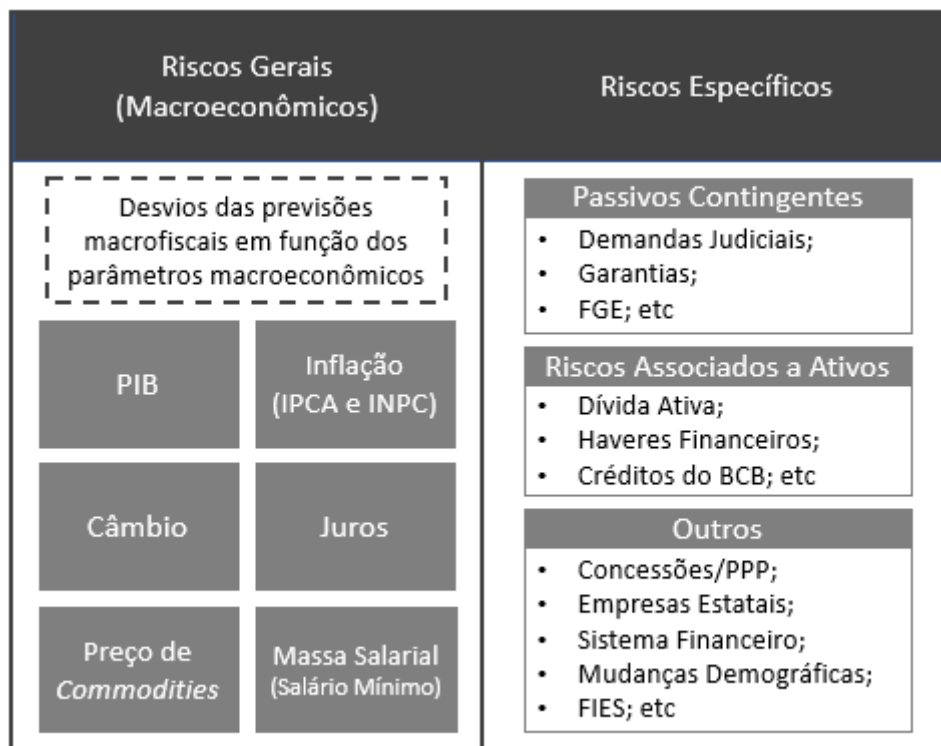 Riscos Gerais
(Macroeconômicos)
Riscos Específicos
Desvios das previsões
macrofiscais em função dos
parâmetros macroeconômicos
PIB
Inflação
(IPCA e INPC)
Câmbio
Juros
Preço de
Commodities
Massa Salarial
(Salário Mínimo)
Passivos Contingentes
• Demandas Judiciais;
• Garantias;
• FGE; etc
Riscos Associados a Ativos
• Dívida Ativa;
• Haveres Financeiros;
• Créditos do BCB; etc
Outros
• Concessões/PPP;
• Empresas Estatais;
• Sistema Financeiro;
• Mudanças Demográficas;
• FIES; etc